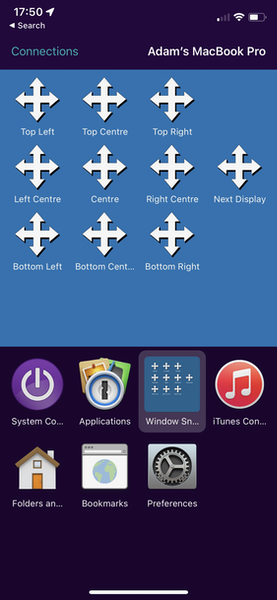 17:50
Search
Connections
Adam's MacBook Pro
Top Left
Top Centre
Top Right
Left Centre
Centre
Right Centre
Next Display
Bottom Left
Bottom Cent...
Bottom Right
System Co...
Applications
Window Sn...
iTunes Con...
Folders an...
Bookmarks
Preferences